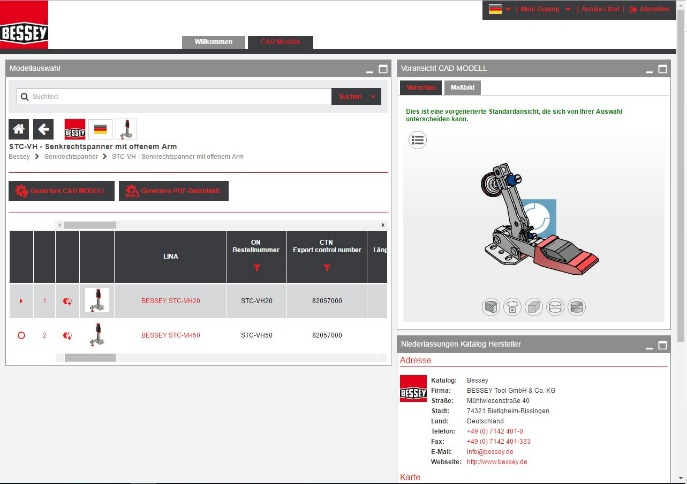 BESSEY
Mein Zugang | Abmelden
Willkommen
CAD Modelle
Modellauswahl
Suchtext
Suchen
BESSEY
STC-VH - Senkrechtspanner mit offenem Arm
Bessey > Senkrechtspanner > STC-VH - Senkrechtspanner mit offenem Arm
Generiere CAD MODELL
Generiere PDF Datenblatt
LINA
ON
Bestellnummer
CTN
Export control number
Läng
1 BESSEY STC-VH20 STC-VH20 82057000
2 BESSEY STC-VH50 STC-VH50 82057000
Voransicht CAD MODELL
Vorschau
Maßbild
Dies ist eine vorgenerierte Standardansicht, die sich von Ihrer Auswahl
unterscheiden kann.
Niederlassungen Katalog Hersteller
Adresse
BESSEY
Katalog: Bessey
Firma: BESSEY Tool GmbH & Co. KG
Straße: Mühlwiesenstraße 40
Stadt: 74321 Bietigheim-Bissingen
Land: Deutschland
Telefon: +49 (0) 7142 401-0
Fax: +49 (0) 7142 401-333
E-Mail: info@bessey.de
Webseite: http://www.bessey.de
Karte